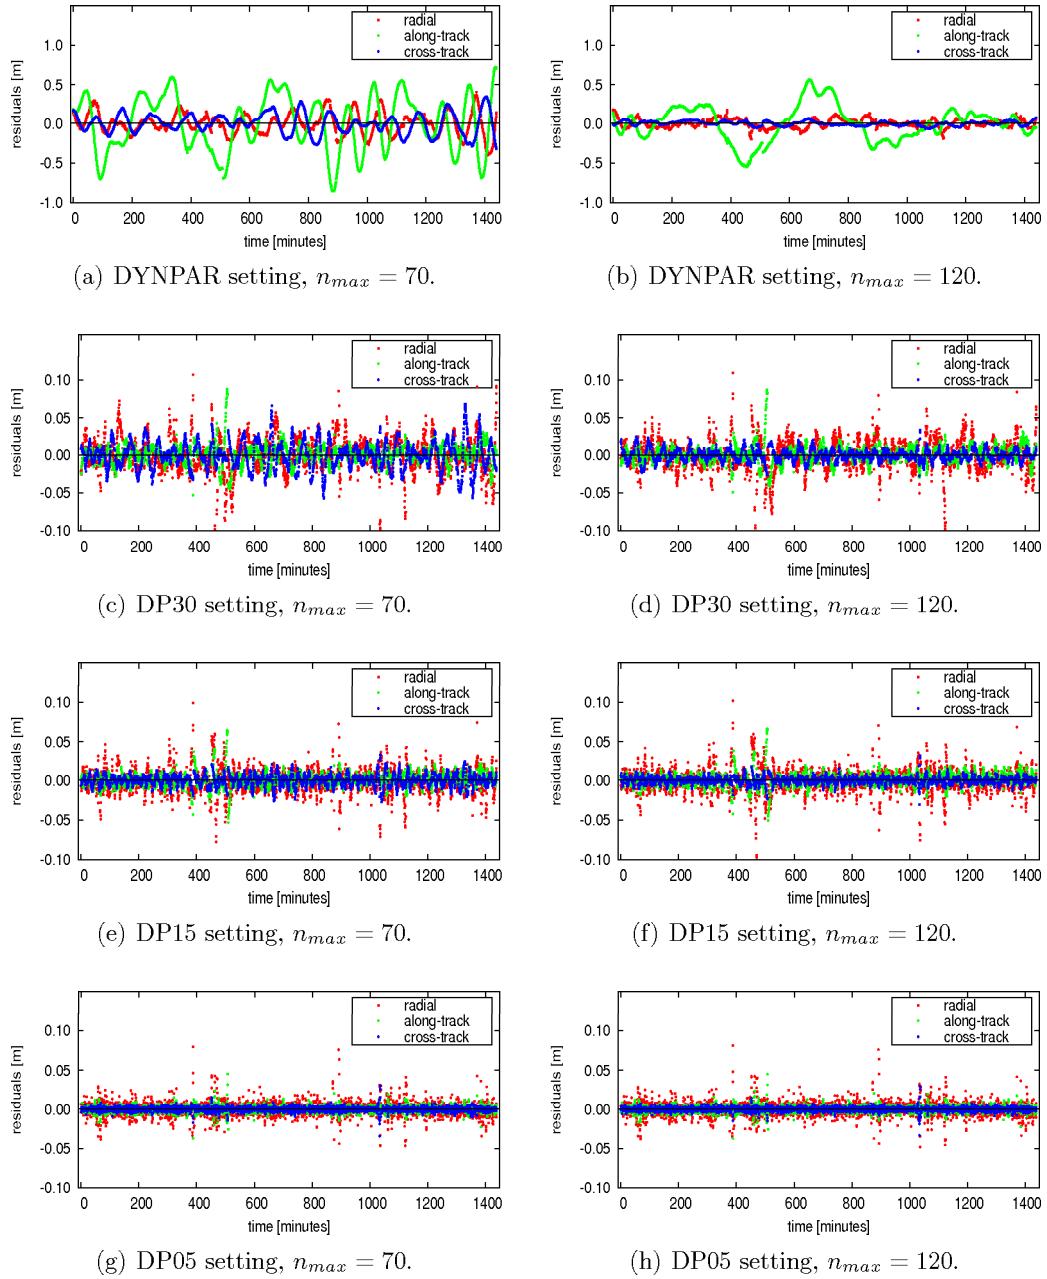 radial
along-track
cross-track
residuals [m]
1.0
0.5
0.0
-0.5
-1.0
0 200 400 600 800 1000 1200 1400
time [minutes]
(a) DYNPAR setting, n_max = 70.
radial
along-track
cross-track
residuals [m]
1.0
0.5
0.0
-0.5
-1.0
0 200 400 600 800 1000 1200 1400
time [minutes]
(b) DYNPAR setting, n_max = 120.
radial
along-track
cross-track
residuals [m]
0.10
0.05
0.00
-0.05
-0.10
0 200 400 600 800 1000 1200 1400
time [minutes]
(c) DP30 setting, n_max = 70.
radial
along-track
cross-track
residuals [m]
0.10
0.05
0.00
-0.05
-0.10
0 200 400 600 800 1000 1200 1400
time [minutes]
(d) DP30 setting, n_max = 120.
radial
along-track
cross-track
residuals [m]
0.10
0.05
0.00
-0.05
-0.10
0 200 400 600 800 1000 1200 1400
time [minutes]
(e) DP15 setting, n_max = 70.
radial
along-track
cross-track
residuals [m]
0.10
0.05
0.00
-0.05
-0.10
0 200 400 600 800 1000 1200 1400
time [minutes]
(f) DP15 setting, n_max = 120.
radial
along-track
cross-track
residuals [m]
0.10
0.05
0.00
-0.05
-0.10
0 200 400 600 800 1000 1200 1400
time [minutes]
(g) DP05 setting, n_max = 70.
radial
along-track
cross-track
residuals [m]
0.10
0.05
0.00
-0.05
-0.10
0 200 400 600 800 1000 1200 1400
time [minutes]
(h) DP05 setting, n_max = 120.